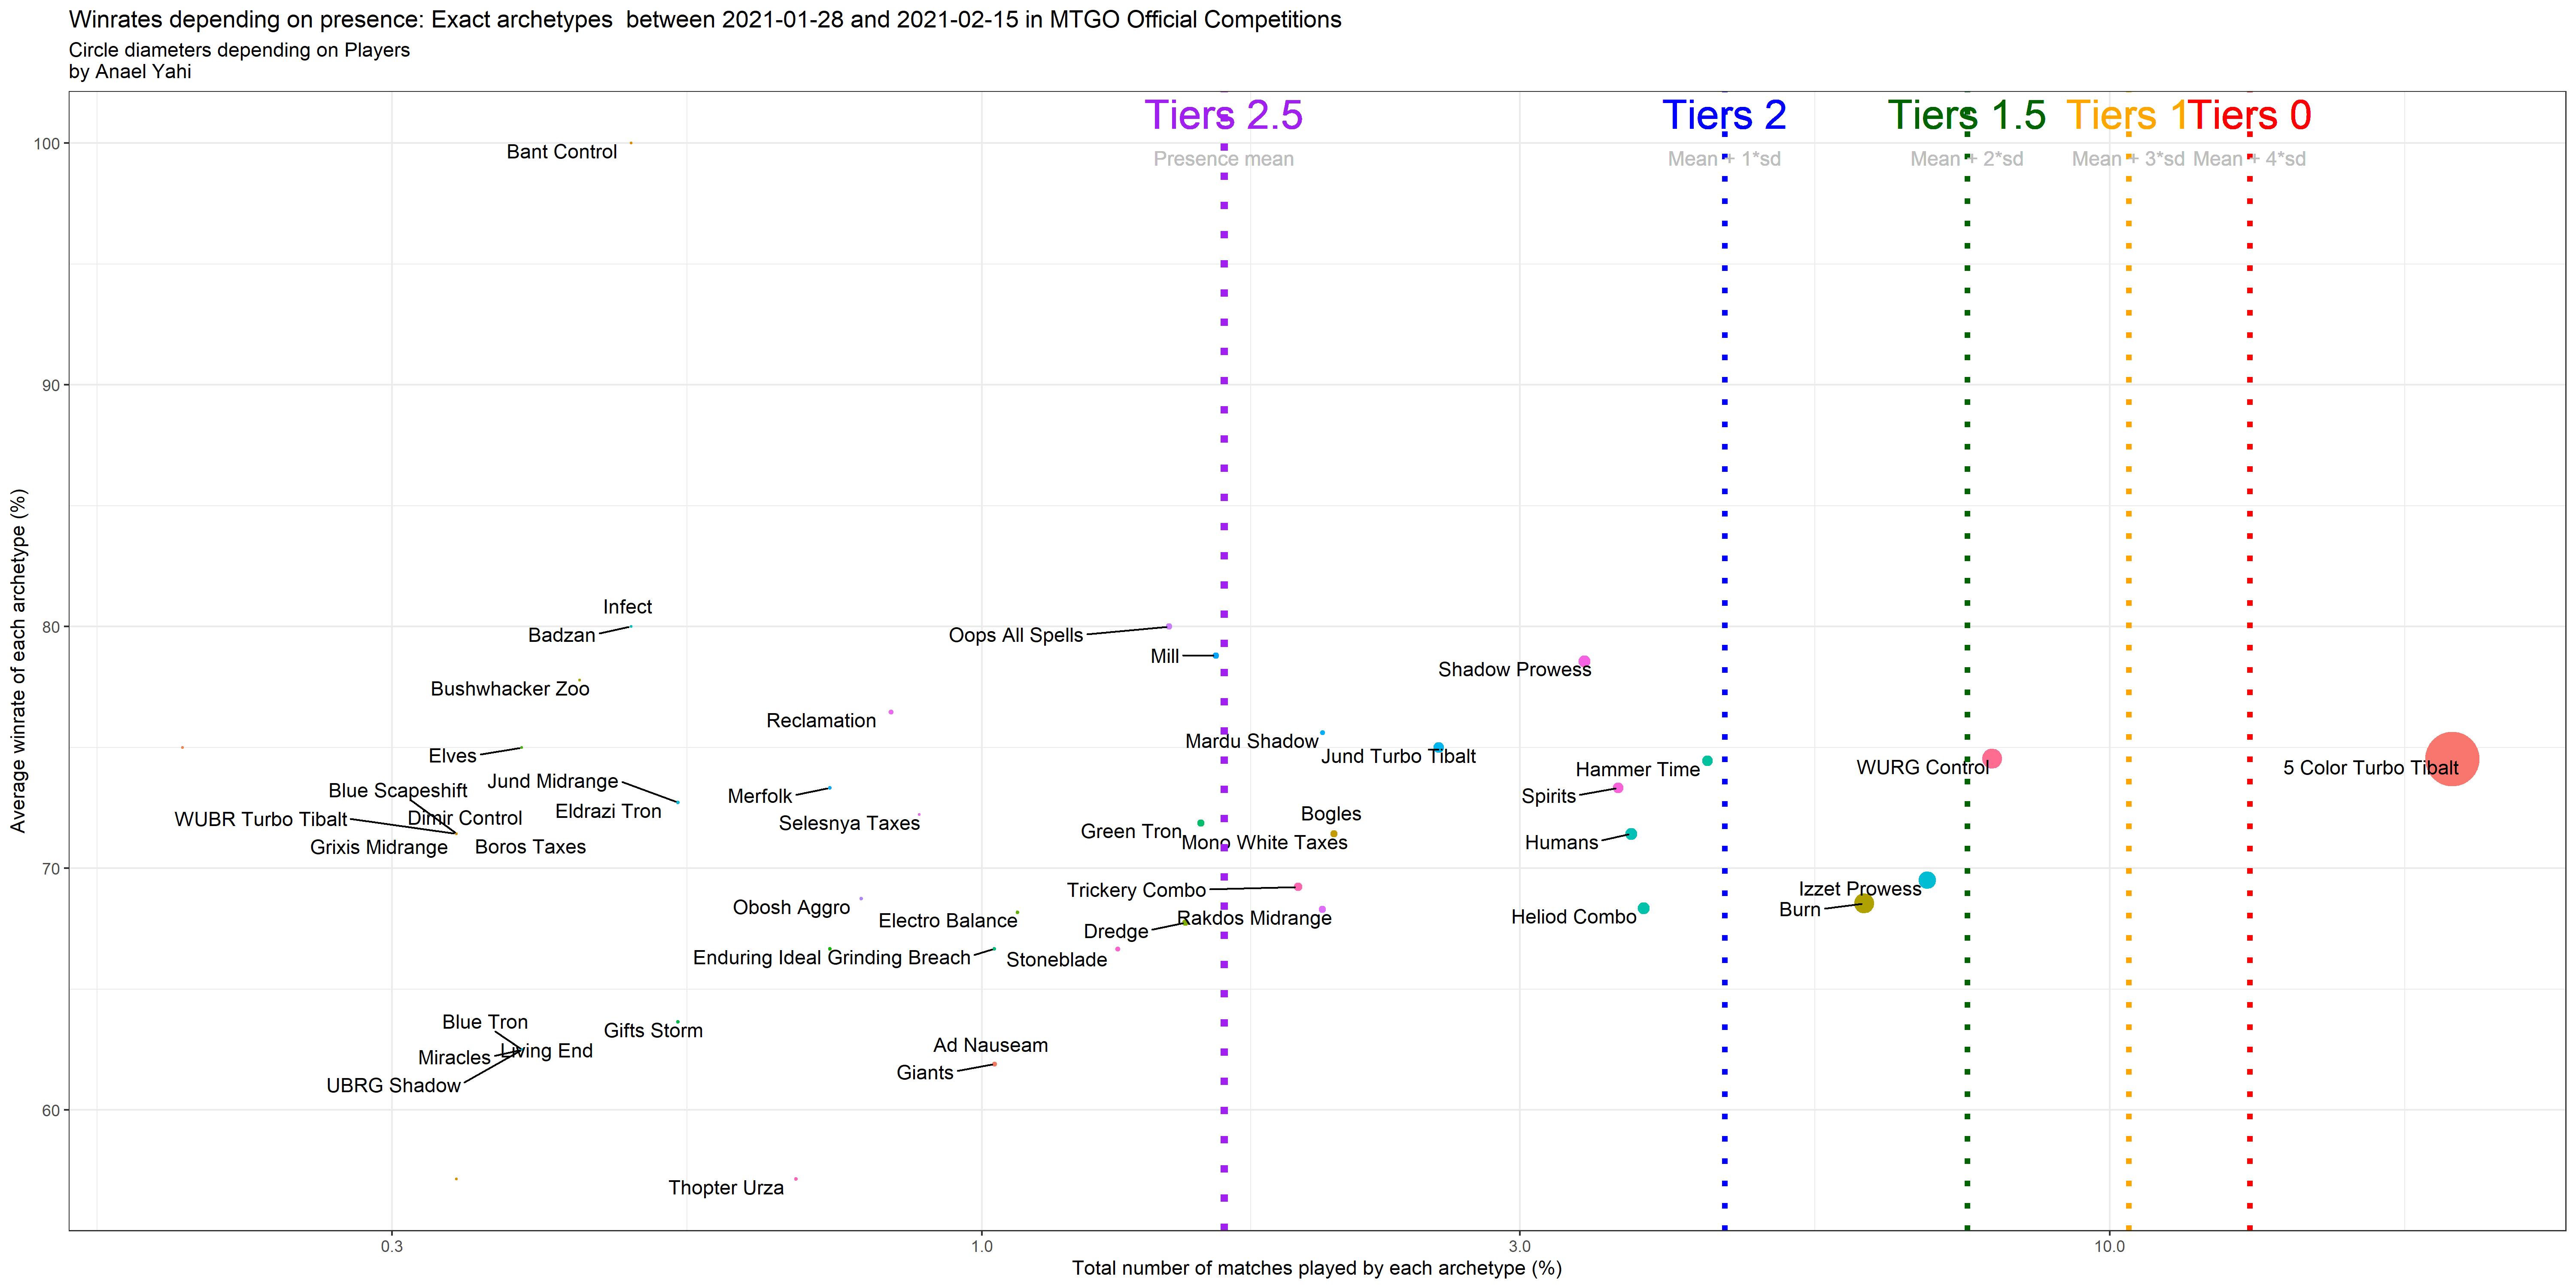 Winrates depending on presence: Exact archetypes  between 2021-01-28 and 2021-02-15 in MTGO Official Competitions
Circle diameters depending on Players
by Anael Yahi
Tiers 2.5
Tiers 2
Tiers 1.5
Tiers 1
Tiers 0
Presence mean
Mean + 1*sd
Mean + 2*sd
Mean + 3*sd
Mean + 4*sd
Average winrate of each archetype (%)
100
90
80
70
60
Bant Control
Infect
Badzan
Oops All Spells
Mill
Shadow Prowess
Bushwhacker Zoo
Reclamation
Mardu Shadow
Jund Turbo Tibalt
Elves
Hammer Time
WURG Control
5 Color Turbo Tibalt
Jund Midrange
Blue Scapeshift
Merfolk
Spirits
Eldrazi Tron
Dimir Control
WUBR Turbo Tibalt
Selesnya Taxes
Bogles
Green Tron
Mono White Taxes
Humans
Grixis Midrange
Boros Taxes
Trickery Combo
Izzet Prowess
Obosh Aggro
Electro Balance
Rakdos Midrange
Heliod Combo
Burn
Dredge
Enduring Ideal
Grinding Breach
Stoneblade
Blue Tron
Gifts Storm
Living End
Miracles
Ad Nauseam
Giants
UBRG Shadow
Thopter Urza
0.3
1.0
3.0
10.0
Total number of matches played by each archetype (%)